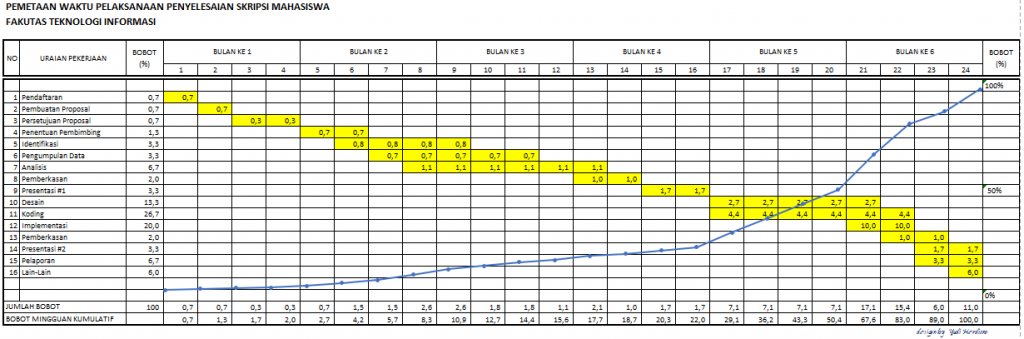 PEMETAAN WAKTU PELAKSANAAN PENYELESAIAN SKRIPSI MAHASISWA
FAKUTAS TEKNOLOGI INFORMASI
NO URAIAN PEKERJAAN BOBOT (%) BULAN KE 1 BULAN KE 2 BULAN KE 3 BULAN KE 4 BULAN KE 5 BULAN KE 6 BOBOT (%)
1 2 3 4 5 6 7 8 9 10 11 12 13 14 15 16 17 18 19 20 21 22 23 24
100%
1 Pendaftaran 0,7 0,7
2 Pembuatan Proposal 0,7 0,7
3 Persetujuan Proposal 0,7 0,3 0,3
4 Penentuan Pembimbing 1,3 0,7 0,7
5 Identifikasi 3,3 0,8 0,8 0,8 0,8
6 Pengumpulan Data 3,3 0,7 0,7 0,7 0,7 0,7
7 Analisis 6,7 1,1 1,1 1,1 1,1 1,1 1,1
8 Pemberkasan 2,0 1,0 1,0
9 Presentasi #1 3,3 1,7 1,7 50%
10 Desain 13,3 2,7 2,7 2,7 2,7 2,7
11 Koding 26,7 4,4 4,4 4,4 4,4 4,4 4,4
12 Implementasi 20,0 10,0 10,0
13 Pemberkasan 2,0 1,0 1,0
14 Presentasi #2 3,3 1,7 1,7
15 Pelaporan 6,7 3,3 3,3
16 Lain-Lain 6,0 6,0
0%
JUMLAH BOBOT 100 0,7 0,7 0,3 0,3 0,7 1,5 1,5 2,6 2,6 1,8 1,8 1,1 2,1 1,0 1,7 1,7 7,1 7,1 7,1 7,1 17,1 15,4 6,0 11,0
BOBOT MINGGUAN KUMULATIF 0,7 1,3 1,7 2,0 2,7 4,2 5,7 8,3 10,9 12,7 14,4 15,6 17,7 18,7 20,3 22,0 29,1 36,2 43,3 50,4 67,6 83,0 89,0 100,0
design by